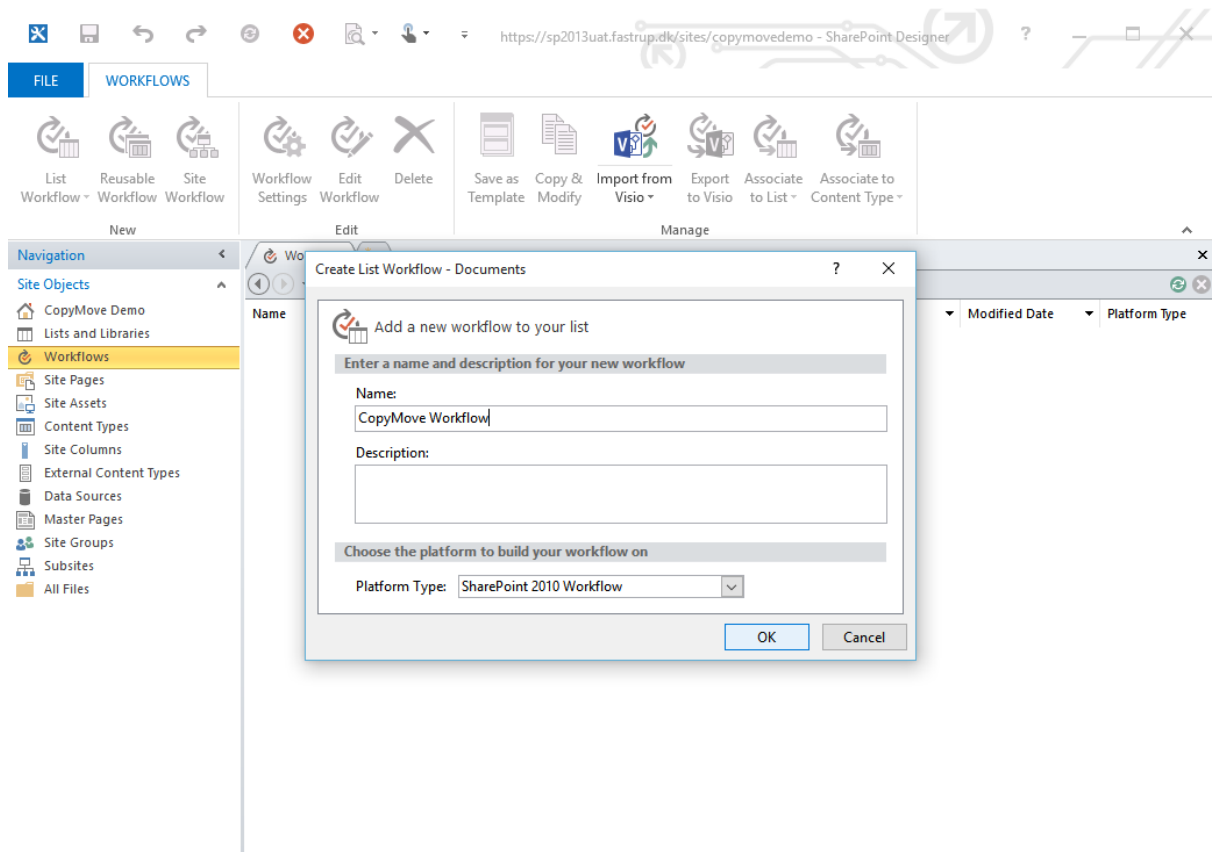 https://sp2013uat.fastrup.dk/sites/copymovedemo - SharePoint Designer
?
FILE
WORKFLOWS
List Workflow
Reusable Workflow
Site Workflow
New
Workflow Settings
Edit Workflow
Delete
Edit
Save as Template
Copy & Modify
Import from Visio
Export to Visio
Associate to List
Associate to Content Type
Manage
Navigation
Site Objects
CopyMove Demo
Lists and Libraries
Workflows
Site Pages
Site Assets
Content Types
Site Columns
External Content Types
Data Sources
Master Pages
Site Groups
Subsites
All Files
Wo
Name
Modified Date
Platform Type
Create List Workflow - Documents
?
Add a new workflow to your list
Enter a name and description for your new workflow
Name:
CopyMove Workflow
Description:
Choose the platform to build your workflow on
Platform Type:
SharePoint 2010 Workflow
OK
Cancel